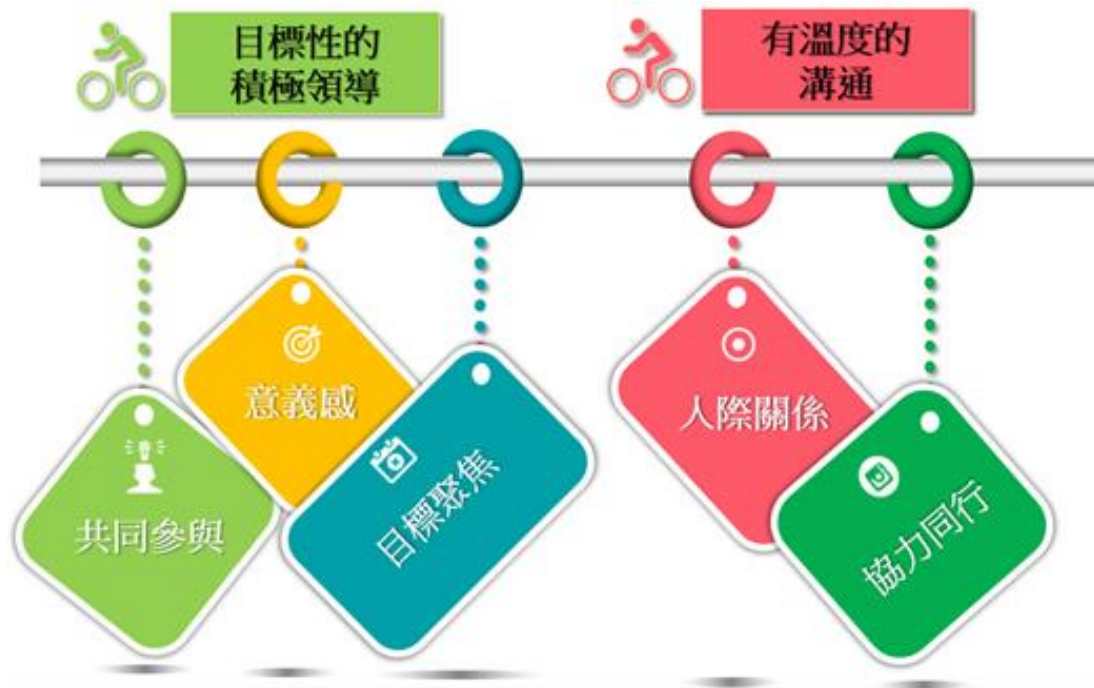 目標性的
積極領導
有溫度的
溝通
共同參與
意義感
目標聚焦
人際關係
協力同行